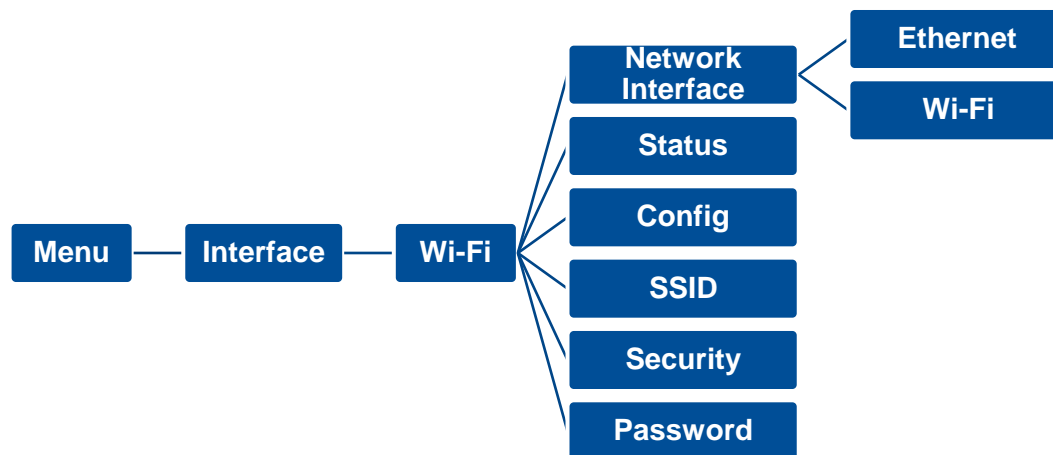 Menu
Interface
Wi-Fi
Network
Interface
Status
Config
SSID
Security
Password
Ethernet
Wi-Fi